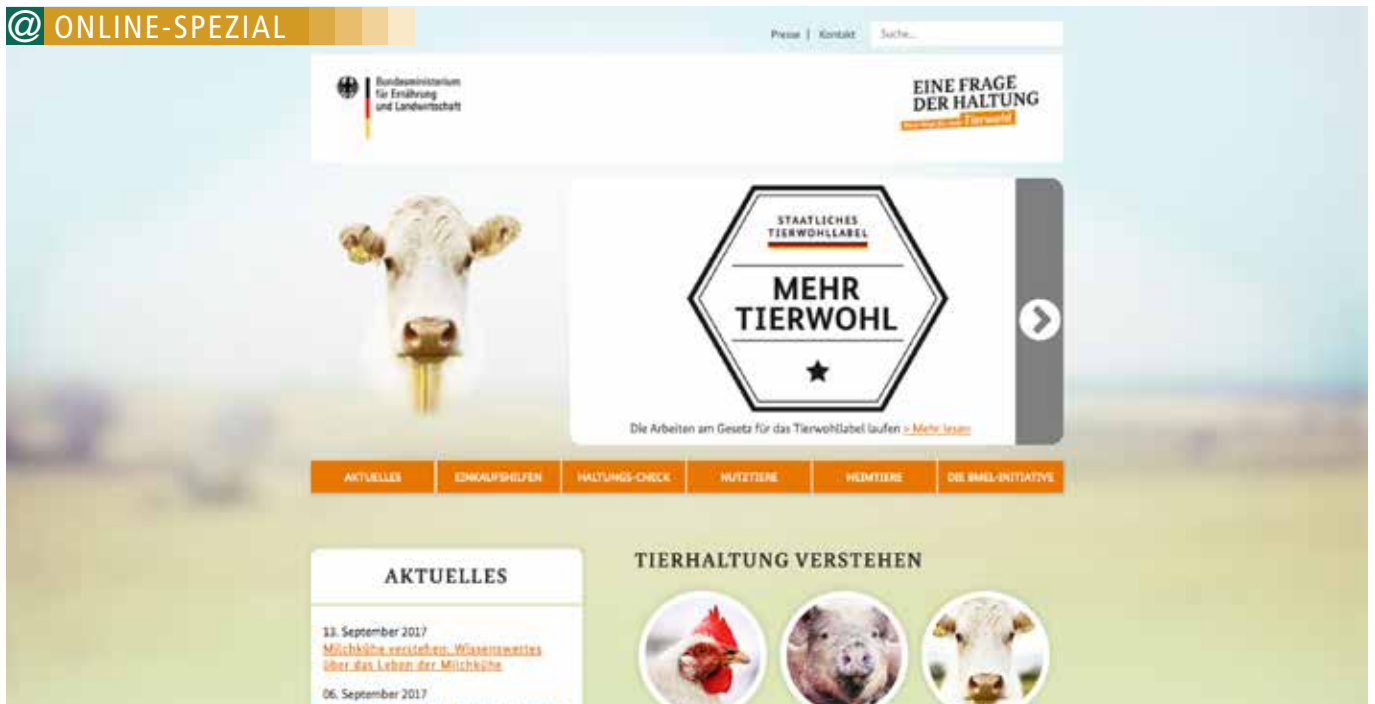 @ ONLINE-SPEZIAL
Presse | Kontakt
Suche...
Bundesministerium
für Ernährung
und Landwirtschaft
EINE FRAGE
DER HALTUNG
Tierwohl
STAATLICHES
TIERWOHLLABEL
MEHR
TIERWOHL
Die Arbeiten am Gesetz für das Tierwohllabel laufen > Mehr lesen
AKTUELLES
EINKAUFSHILFEN
HALTUNGS-CHECK
NUTZTIERE
HEIMTIERE
DIE BMEL-INITIATIVE
AKTUELLES
13. September 2017
Milchkühe verstehen: Wissenswertes
über das Leben der Milchkühe
06. September 2017
TIERHALTUNG VERSTEHEN